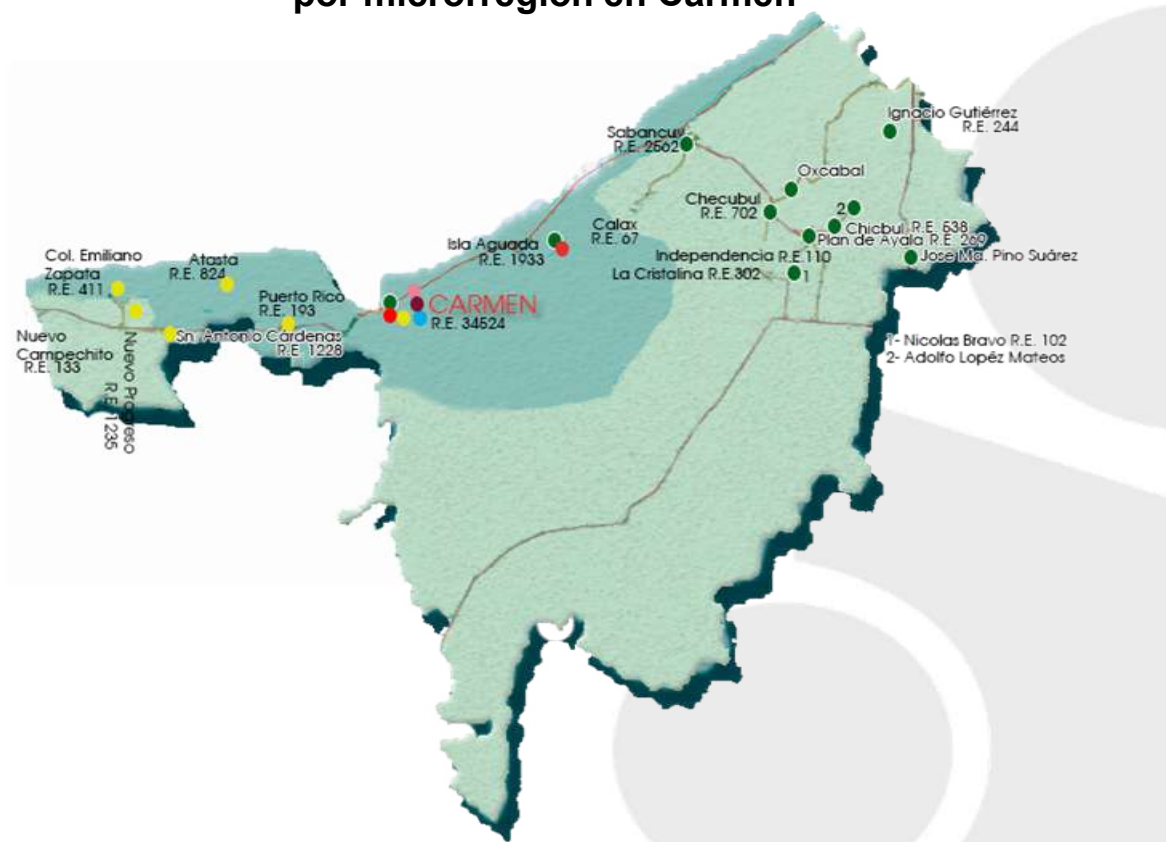 por microrregión en Carmen
Ignacio Gutiérrez
R.E. 244
Sabancuy
R.E. 2562
Oxcabal
Checubul
R.E. 702
2
Calax
R.E. 67
Chicbul R.E. 538
Plan de Ayala R.E. 269
Isla Aguada
R.E. 1933
Independencia R.E.110
Jose Ma. Pino Suárez
La Cristalina R.E.302
1
Col. Emiliano
Zapata
R.E. 411
Atasta
R.E. 824
Puerto Rico
R.E. 193
CARMEN
R.E. 34524
Nuevo
Campechito
R.E. 133
Sn. Antonio Cárdenas
R.E. 1228
Nuevo Progreso
R.E. 1235
1- Nicolas Bravo R.E. 102
2- Adolfo Lopéz Mateos